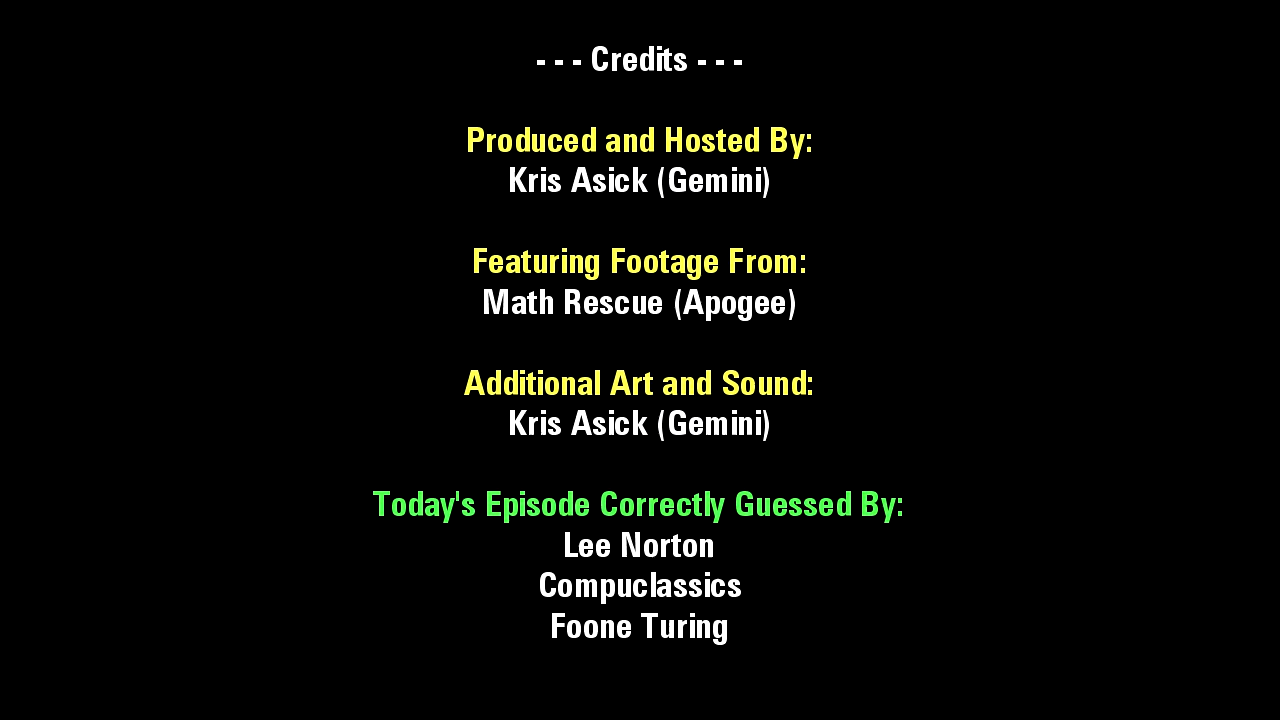 - - - Credits - - -
Produced and Hosted By:
Kris Asick (Gemini)
Featuring Footage From:
Math Rescue (Apogee)
Additional Art and Sound:
Kris Asick (Gemini)
Today's Episode Correctly Guessed By:
Lee Norton
Compuclassics
Foone Turing